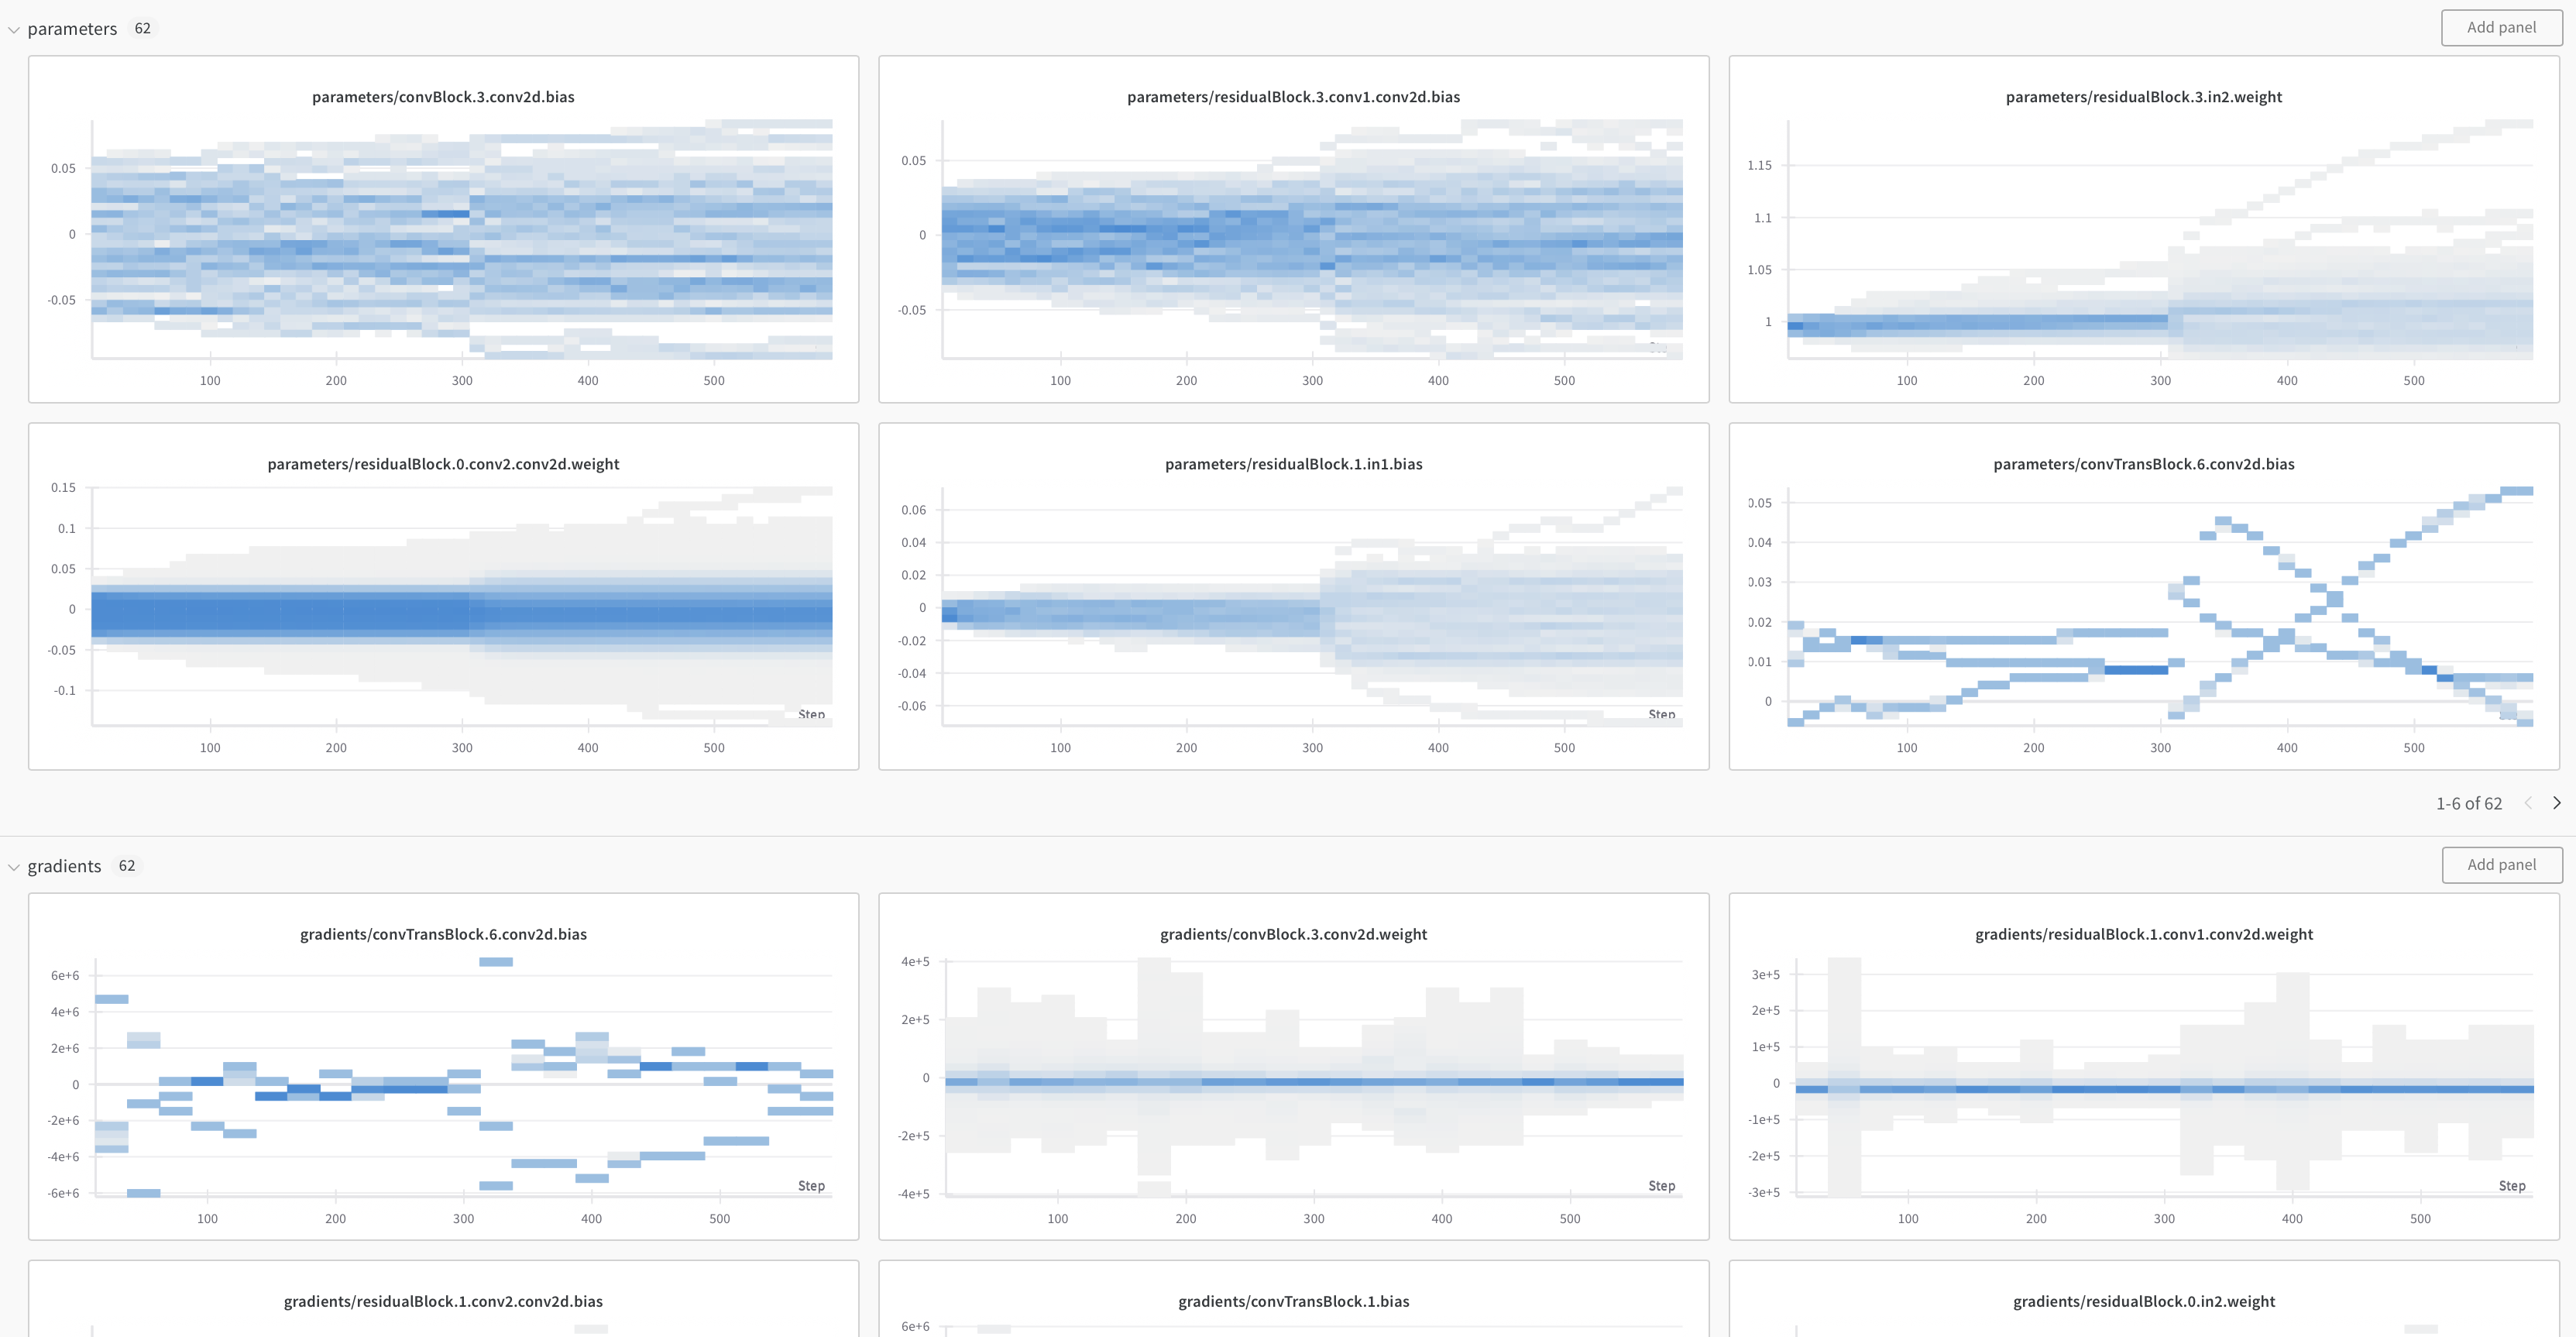 parameters 62
Add panel
parameters/convBlock.3.conv2d.bias
0.05
0
-0.05
100 200 300 400 500
parameters/residualBlock.3.conv1.conv2d.bias
0.05
0
-0.05
100 200 300 400 500
parameters/residualBlock.3.in2.weight
1.15
1.1
1.05
1
100 200 300 400 500
parameters/residualBlock.0.conv2.conv2d.weight
0.15
0.1
0.05
0
-0.05
-0.1
Step
100 200 300 400 500
parameters/residualBlock.1.in1.bias
0.06
0.04
0.02
0
-0.02
-0.04
-0.06
Step
100 200 300 400 500
parameters/convTransBlock.6.conv2d.bias
0.05
0.04
0.03
0.02
0.01
0
100 200 300 400 500
1-6 of 62
gradients 62
Add panel
gradients/convTransBlock.6.conv2d.bias
6e+6
4e+6
2e+6
0
-2e+6
-4e+6
-6e+6
Step
100 200 300 400 500
gradients/convBlock.3.conv2d.weight
4e+5
2e+5
0
-2e+5
-4e+5
Step
100 200 300 400 500
gradients/residualBlock.1.conv1.conv2d.weight
3e+5
2e+5
1e+5
0
-1e+5
-2e+5
-3e+5
Step
100 200 300 400 500
gradients/residualBlock.1.conv2.conv2d.bias
gradients/convTransBlock.1.bias
6e+6
gradients/residualBlock.0.in2.weight